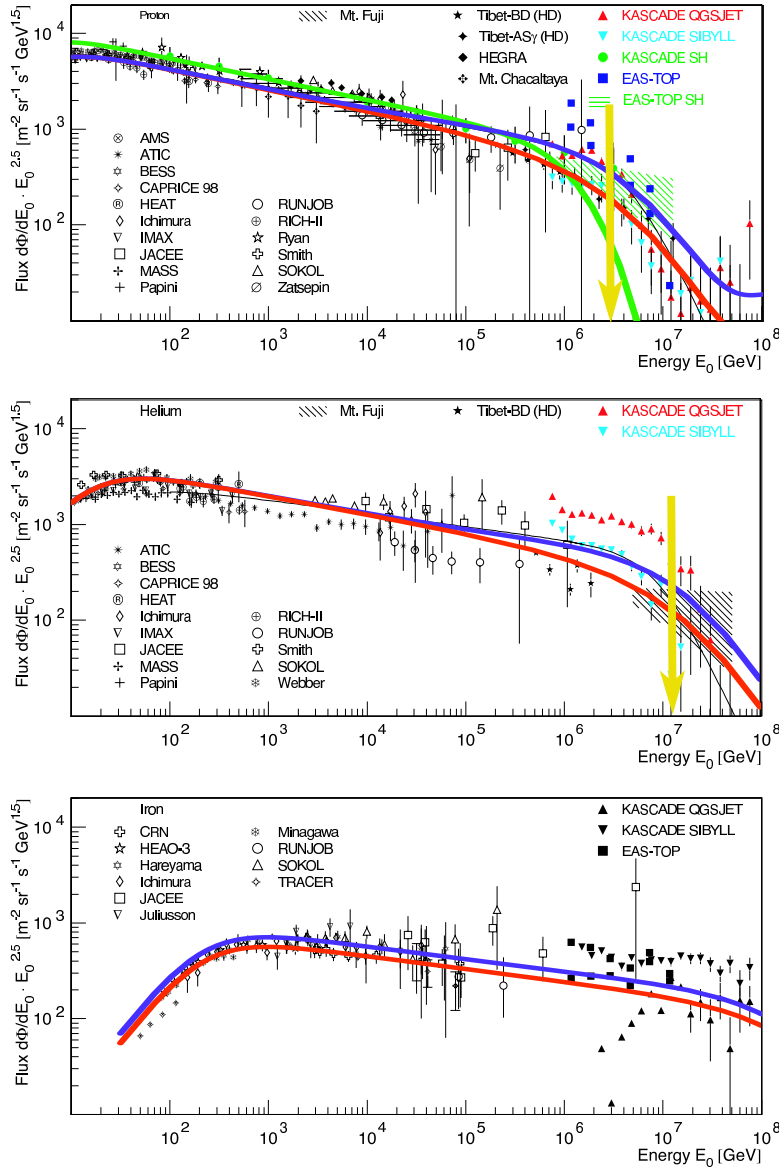 Proton
Mt. Fuji
Tibet-BD (HD)
Tibet-ASγ (HD)
HEGRA
Mt. Chacaltaya
KASCADE QGSJET
KASCADE SIBYLL
KASCADE SH
EAS-TOP
EAS-TOP SH
AMS
ATIC
BESS
CAPRICE 98
HEAT
Ichimura
IMAX
JACEE
MASS
Papini
RUNJOB
RICH-II
Ryan
Smith
SOKOL
Zatsepin
Flux dΦ/dE0 · E0 2.5 [m-2 sr-1 s-1 GeV1.5]
10^4
10^3
10^2
10^2 10^3 10^4 10^5 10^6 10^7 10^8
Energy E0 [GeV]
Helium
Mt. Fuji
Tibet-BD (HD)
KASCADE QGSJET
KASCADE SIBYLL
ATIC
BESS
CAPRICE 98
HEAT
Ichimura
IMAX
JACEE
MASS
Papini
RICH-II
RUNJOB
Smith
SOKOL
Webber
Flux dΦ/dE0 · E0 2.5 [m-2 sr-1 s-1 GeV1.5]
10^4
10^3
10^2
10^2 10^3 10^4 10^5 10^6 10^7 10^8
Energy E0 [GeV]
Iron
CRN
HEAO-3
Hareyama
Ichimura
JACEE
Juliusson
Minagawa
RUNJOB
SOKOL
TRACER
KASCADE QGSJET
KASCADE SIBYLL
EAS-TOP
Flux dΦ/dE0 · E0 2.5 [m-2 sr-1 s-1 GeV1.5]
10^4
10^3
10^2
10^2 10^3 10^4 10^5 10^6 10^7 10^8
Energy E0 [GeV]